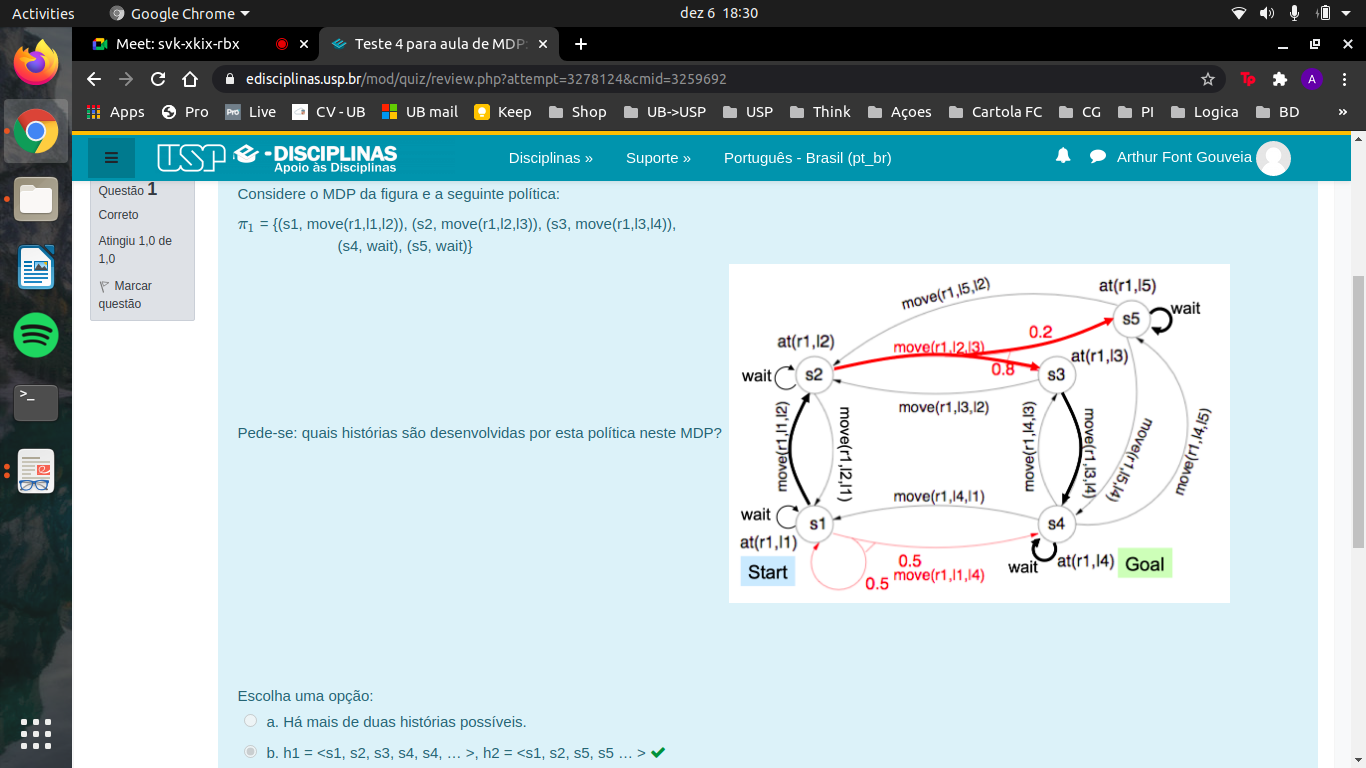 Activities
Google Chrome
dez 6 18:30
Meet: svk-xkix-rbx
Teste 4 para aula de MDP
edisciplinas.usp.br/mod/quiz/review.php?attempt=3278124&cmid=3259692
Apps
Pro
Live
CV - UB
UB mail
Keep
Shop
UB->USP
USP
Think
Açoes
Cartola FC
CG
PI
Logica
BD
»
USP e-DISCIPLINAS
Apoio às Disciplinas
Disciplinas »
Suporte »
Português - Brasil (pt_br)
Arthur Font Gouveia
Questão 1
Correto
Atingiu 1,0 de
1,0
Marcar
questão
Considere o MDP da figura e a seguinte política:
π1 = {(s1, move(r1,l1,l2)), (s2, move(r1,l2,l3)), (s3, move(r1,l3,l4)),
(s4, wait), (s5, wait)}
Pede-se: quais histórias são desenvolvidas por esta política neste MDP?
move(r1,l5,l2)
at(r1,l5)
s5
wait
0.2
at(r1,l2)
move(r1,l2,l3)
at(r1,l3)
0.8
wait
s2
s3
move(r1,l3,l2)
move(r1,l1,l2)
move(r1,l2,l1)
move(r1,l4,l3)
move(r1,l3,l4)
move(r1,l5,l4)
move(r1,l4,l5)
move(r1,l4,l1)
wait
s1
s4
at(r1,l1)
Start
0.5
0.5
move(r1,l1,l4)
wait
at(r1,l4)
Goal
Escolha uma opção:
a. Há mais de duas histórias possíveis.
b. h1 = <s1, s2, s3, s4, s4, … >, h2 = <s1, s2, s5, s5 … >